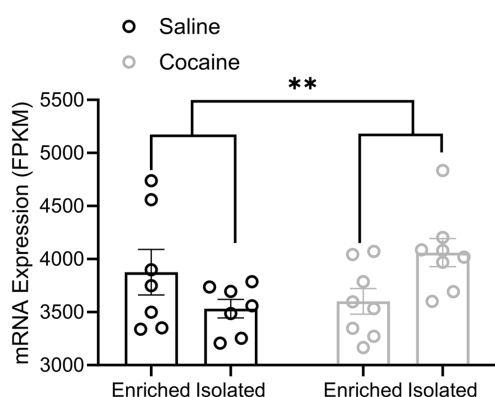 Saline
Cocaine
**
mRNA Expression (FPKM)
5500
5000
4500
4000
3500
3000
Enriched Isolated
Enriched Isolated